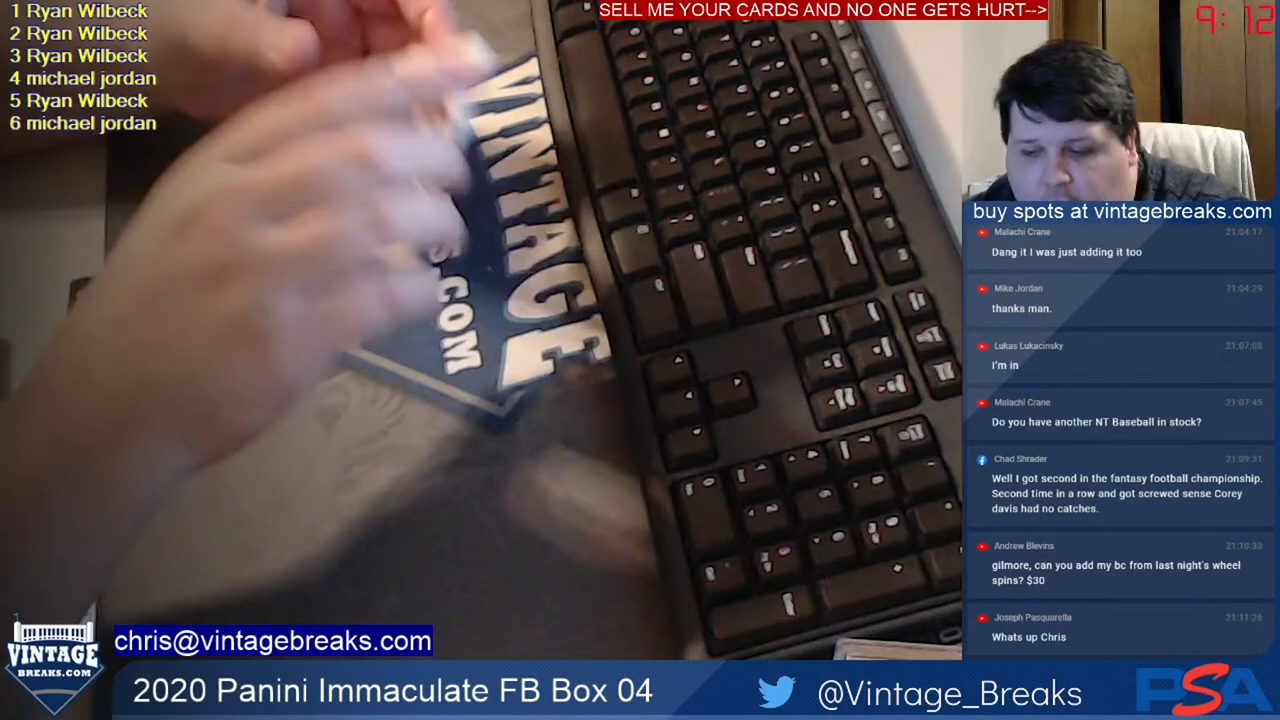 1 Ryan Wilbeck
2 Ryan Wilbeck
3 Ryan Wilbeck
4 michael jordan
5 Ryan Wilbeck
6 michael jordan
SELL ME YOUR CARDS AND NO ONE GETS HURT-->
9:12
VINTAGE
.COM
buy spots at vintagebreaks.com
Malachi Crane 21:04:17
Dang it I was just adding it too
Mike Jordan 21:04:29
thanks man.
Lukas Lukacinsky 21:07:08
I'm in
Malachi Crane 21:07:45
Do you have another NT Baseball in stock?
Chad Shrader 21:09:31
Well I got second in the fantasy football championship.
Second time in a row and got screwed sense Corey
davis had no catches.
Andrew Blevins 21:10:33
gilmore, can you add my bc from last night's wheel
spins? $30
Joseph Pasquarella 21:11:26
Whats up Chris
VINTAGE
BREAKS.COM
chris@vintagebreaks.com
2020 Panini Immaculate FB Box 04
@Vintage_Breaks
PSA